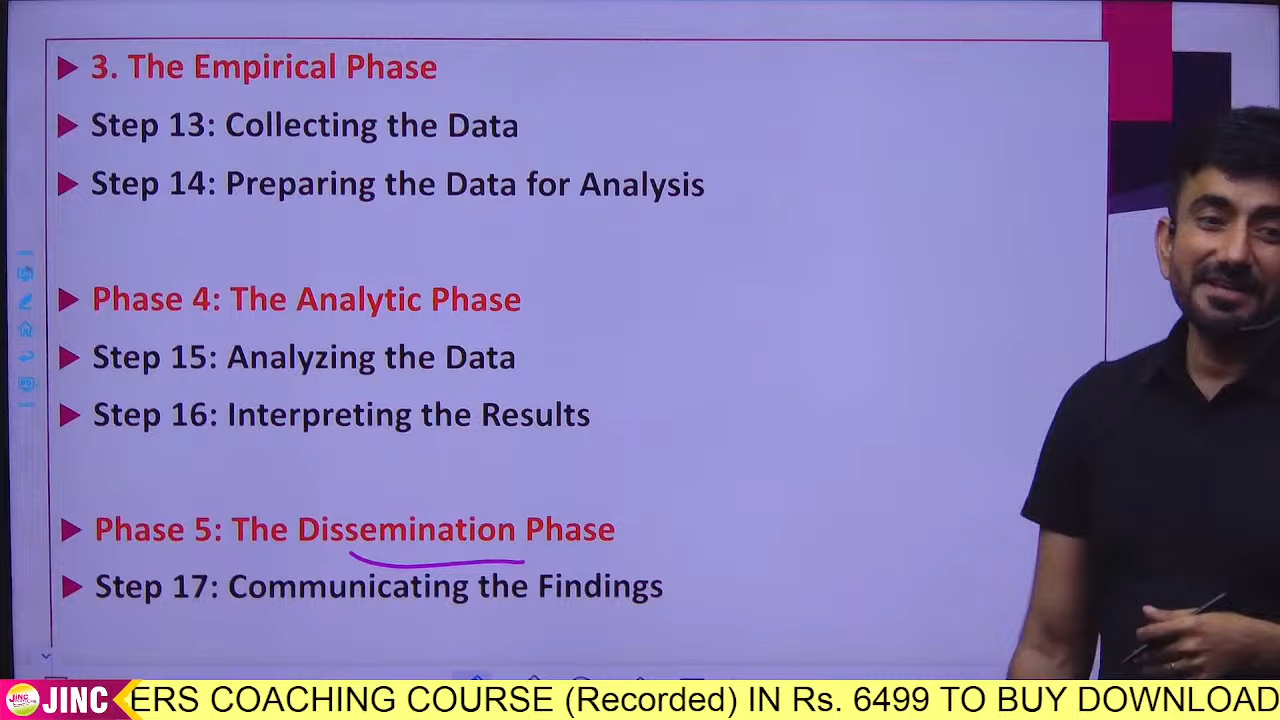 3. The Empirical Phase
Step 13: Collecting the Data
Step 14: Preparing the Data for Analysis
Phase 4: The Analytic Phase
Step 15: Analyzing the Data
Step 16: Interpreting the Results
Phase 5: The Dissemination Phase
Step 17: Communicating the Findings
JINC ERS COACHING COURSE (Recorded) IN Rs. 6499 TO BUY DOWNLOAD